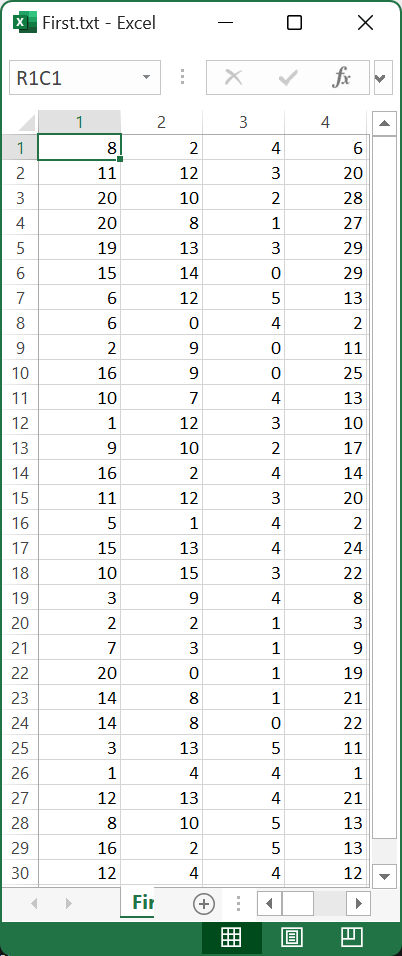 First.txt - Excel
R1C1 fx
1 2 3 4
1 8 2 4 6
2 11 12 3 20
3 20 10 2 28
4 20 8 1 27
5 19 13 3 29
6 15 14 0 29
7 6 12 5 13
8 6 0 4 2
9 2 9 0 11
10 16 9 0 25
11 10 7 4 13
12 1 12 3 10
13 9 10 2 17
14 16 2 4 14
15 11 12 3 20
16 5 1 4 2
17 15 13 4 24
18 10 15 3 22
19 3 9 4 8
20 2 2 1 3
21 7 3 1 9
22 20 0 1 19
23 14 8 1 21
24 14 8 0 22
25 3 13 5 11
26 1 4 4 1
27 12 13 4 21
28 8 10 5 13
29 16 2 5 13
30 12 4 4 12
Fir